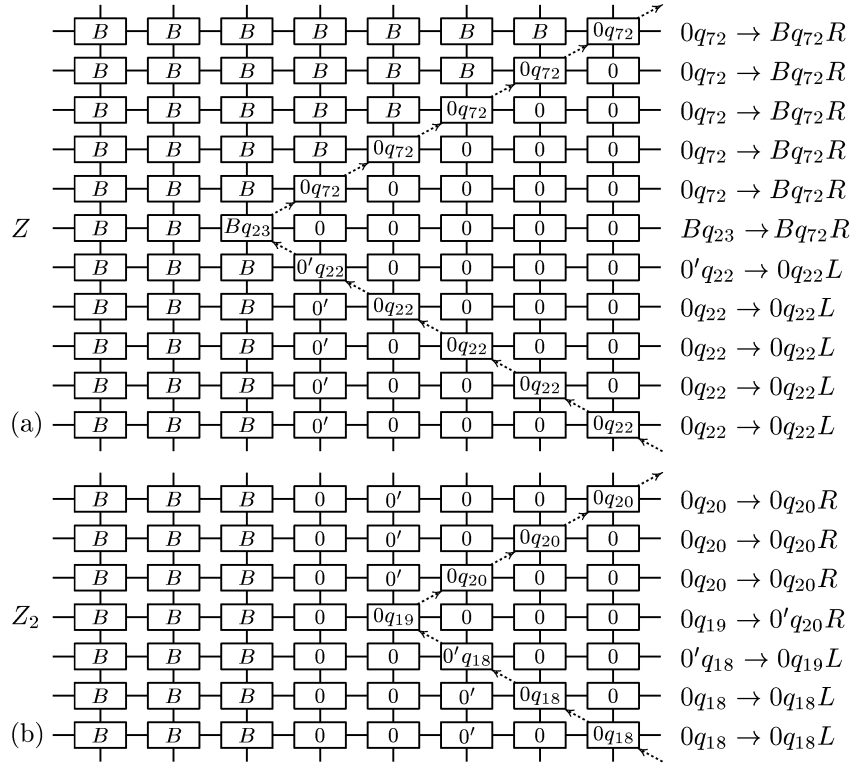 B B B B B B B 0q₇₂ 0q₇₂ → Bq₇₂R
B B B B B B 0q₇₂ 0 0q₇₂ → Bq₇₂R
B B B B B 0q₇₂ 0 0 0q₇₂ → Bq₇₂R
B B B B 0q₇₂ 0 0 0 0q₇₂ → Bq₇₂R
B B B 0q₇₂ 0 0 0 0 0q₇₂ → Bq₇₂R
Z B B Bq₂₃ 0 0 0 0 0 Bq₂₃ → Bq₇₂R
B B B 0′q₂₂ 0 0 0 0 0′q₂₂ → 0q₂₂L
B B B 0′ 0q₂₂ 0 0 0 0q₂₂ → 0q₂₂L
B B B 0′ 0 0q₂₂ 0 0 0q₂₂ → 0q₂₂L
B B B 0′ 0 0 0q₂₂ 0 0q₂₂ → 0q₂₂L
(a) B B B 0′ 0 0 0 0q₂₂ 0q₂₂ → 0q₂₂L
B B B 0 0′ 0 0 0q₂₀ 0q₂₀ → 0q₂₀R
B B B 0 0′ 0 0q₂₀ 0 0q₂₀ → 0q₂₀R
B B B 0 0′ 0q₂₀ 0 0 0q₂₀ → 0q₂₀R
Z₂ B B B 0 0q₁₉ 0 0 0 0q₁₉ → 0′q₂₀R
B B B 0 0 0′q₁₈ 0 0 0′q₁₈ → 0q₁₉L
B B B 0 0 0′ 0q₁₈ 0 0q₁₈ → 0q₁₈L
(b) B B B 0 0 0′ 0 0q₁₈ 0q₁₈ → 0q₁₈L